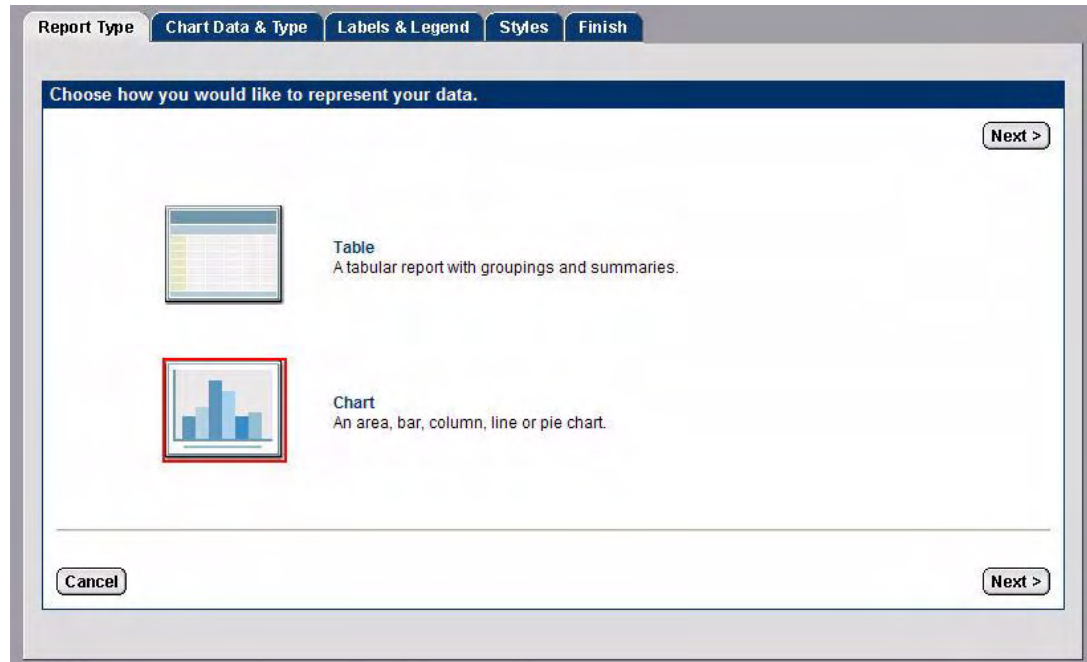 Report Type
Chart Data & Type
Labels & Legend
Styles
Finish
Choose how you would like to represent your data.
Next >
Table
A tabular report with groupings and summaries.
Chart
An area, bar, column, line or pie chart.
Cancel
Next >